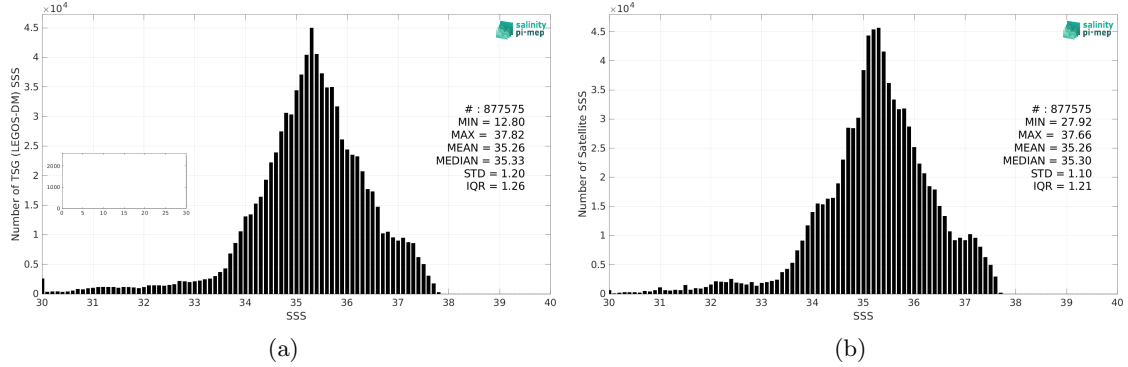 ×10⁴
4.5
4
3.5
3
2.5
2
1.5
1
0.5
0
30 31 32 33 34 35 36 37 38 39 40
SSS
Number of TSG (LEGOS-DM) SSS
salinity
pi-mep
# : 877575
MIN = 12.80
MAX = 37.82
MEAN = 35.26
MEDIAN = 35.33
STD = 1.20
IQR = 1.26
2000
1000
0
0 5 10 15 20 25 30
(a)
×10⁴
4.5
4
3.5
3
2.5
2
1.5
1
0.5
0
30 31 32 33 34 35 36 37 38 39 40
SSS
Number of Satellite SSS
salinity
pi-mep
# : 877575
MIN = 27.92
MAX = 37.66
MEAN = 35.26
MEDIAN = 35.30
STD = 1.10
IQR = 1.21
(b)